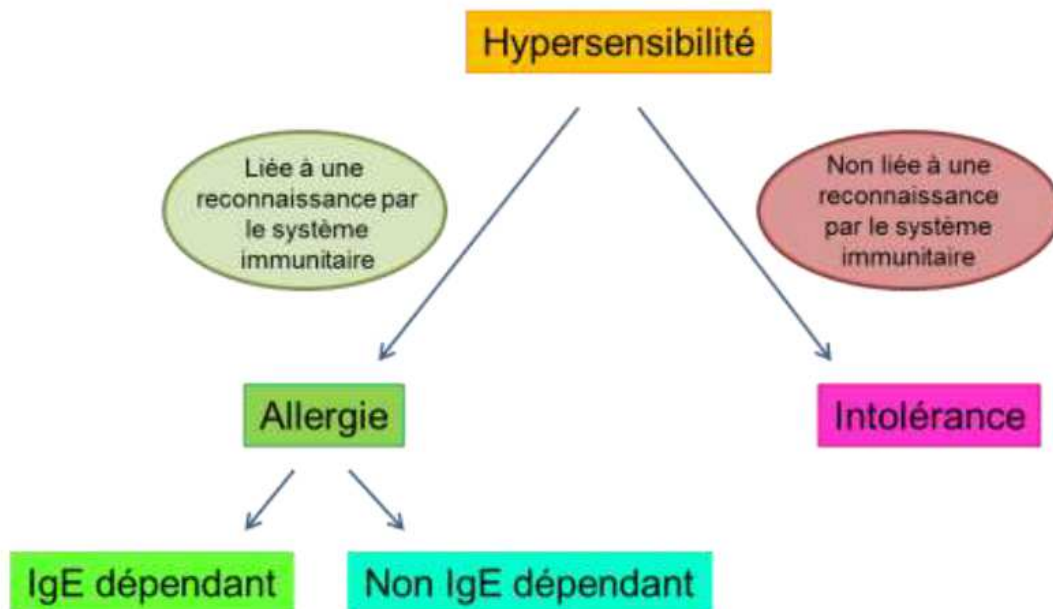 Hypersensibilité
Liée à une
reconnaissance par
le système
immunitaire
Non liée à une
reconnaissance
par le système
immunitaire
Allergie
Intolérance
IgE dépendant
Non IgE dépendant